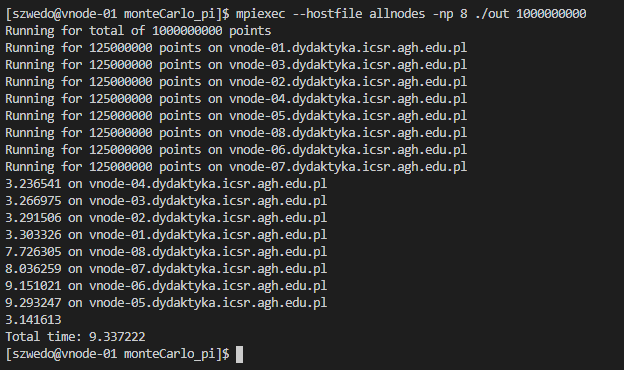 [szwedo@vnode-01 monteCarlo_pi]$ mpiexec --hostfile allnodes -np 8 ./out 1000000000
Running for total of 1000000000 points
Running for 125000000 points on vnode-01.dydaktyka.icsr.agh.edu.pl
Running for 125000000 points on vnode-03.dydaktyka.icsr.agh.edu.pl
Running for 125000000 points on vnode-02.dydaktyka.icsr.agh.edu.pl
Running for 125000000 points on vnode-04.dydaktyka.icsr.agh.edu.pl
Running for 125000000 points on vnode-05.dydaktyka.icsr.agh.edu.pl
Running for 125000000 points on vnode-08.dydaktyka.icsr.agh.edu.pl
Running for 125000000 points on vnode-06.dydaktyka.icsr.agh.edu.pl
Running for 125000000 points on vnode-07.dydaktyka.icsr.agh.edu.pl
3.236541 on vnode-04.dydaktyka.icsr.agh.edu.pl
3.266975 on vnode-03.dydaktyka.icsr.agh.edu.pl
3.291506 on vnode-02.dydaktyka.icsr.agh.edu.pl
3.303326 on vnode-01.dydaktyka.icsr.agh.edu.pl
7.726305 on vnode-08.dydaktyka.icsr.agh.edu.pl
8.036259 on vnode-07.dydaktyka.icsr.agh.edu.pl
9.151021 on vnode-06.dydaktyka.icsr.agh.edu.pl
9.293247 on vnode-05.dydaktyka.icsr.agh.edu.pl
3.141613
Total time: 9.337222
[szwedo@vnode-01 monteCarlo_pi]$